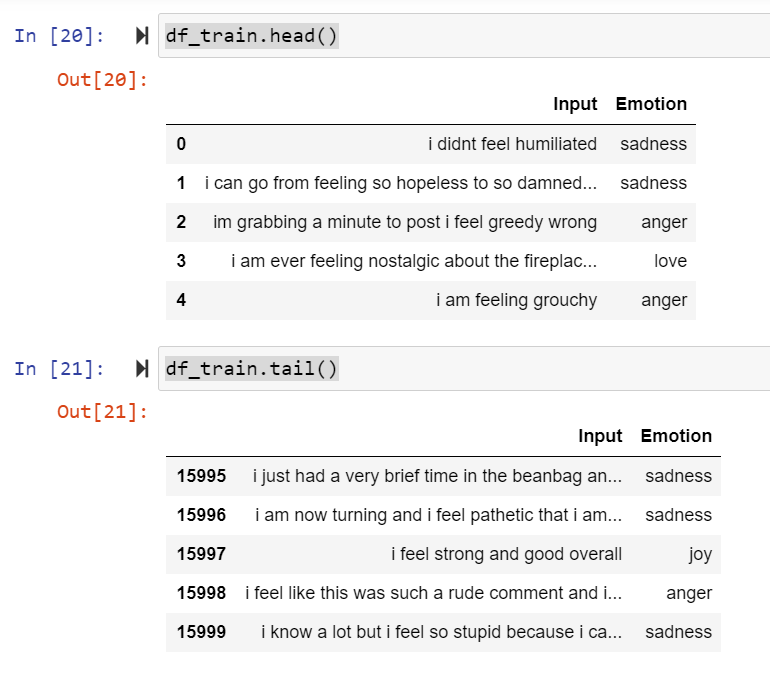 In [20]: df_train.head()
Out[20]:
Input Emotion
0 i didnt feel humiliated sadness
1 i can go from feeling so hopeless to so damned... sadness
2 im grabbing a minute to post i feel greedy wrong anger
3 i am ever feeling nostalgic about the fireplac... love
4 i am feeling grouchy anger
In [21]: df_train.tail()
Out[21]:
Input Emotion
15995 i just had a very brief time in the beanbag an... sadness
15996 i am now turning and i feel pathetic that i am... sadness
15997 i feel strong and good overall joy
15998 i feel like this was such a rude comment and i... anger
15999 i know a lot but i feel so stupid because i ca... sadness